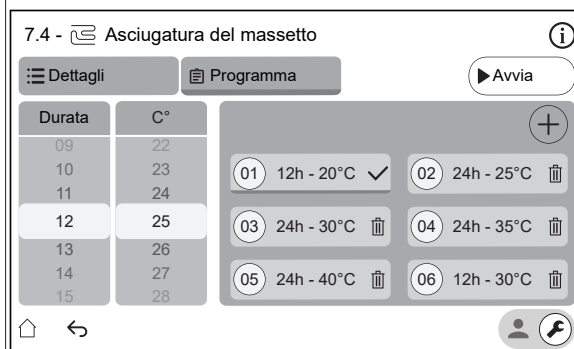 7.4 - Asciugatura del massetto
Dettagli
Programma
Avvia
Durata C°
09 22
10 23
11 24
12 25
13 26
14 27
15 28
01 12h - 20°C
02 24h - 25°C
03 24h - 30°C
04 24h - 35°C
05 24h - 40°C
06 12h - 30°C